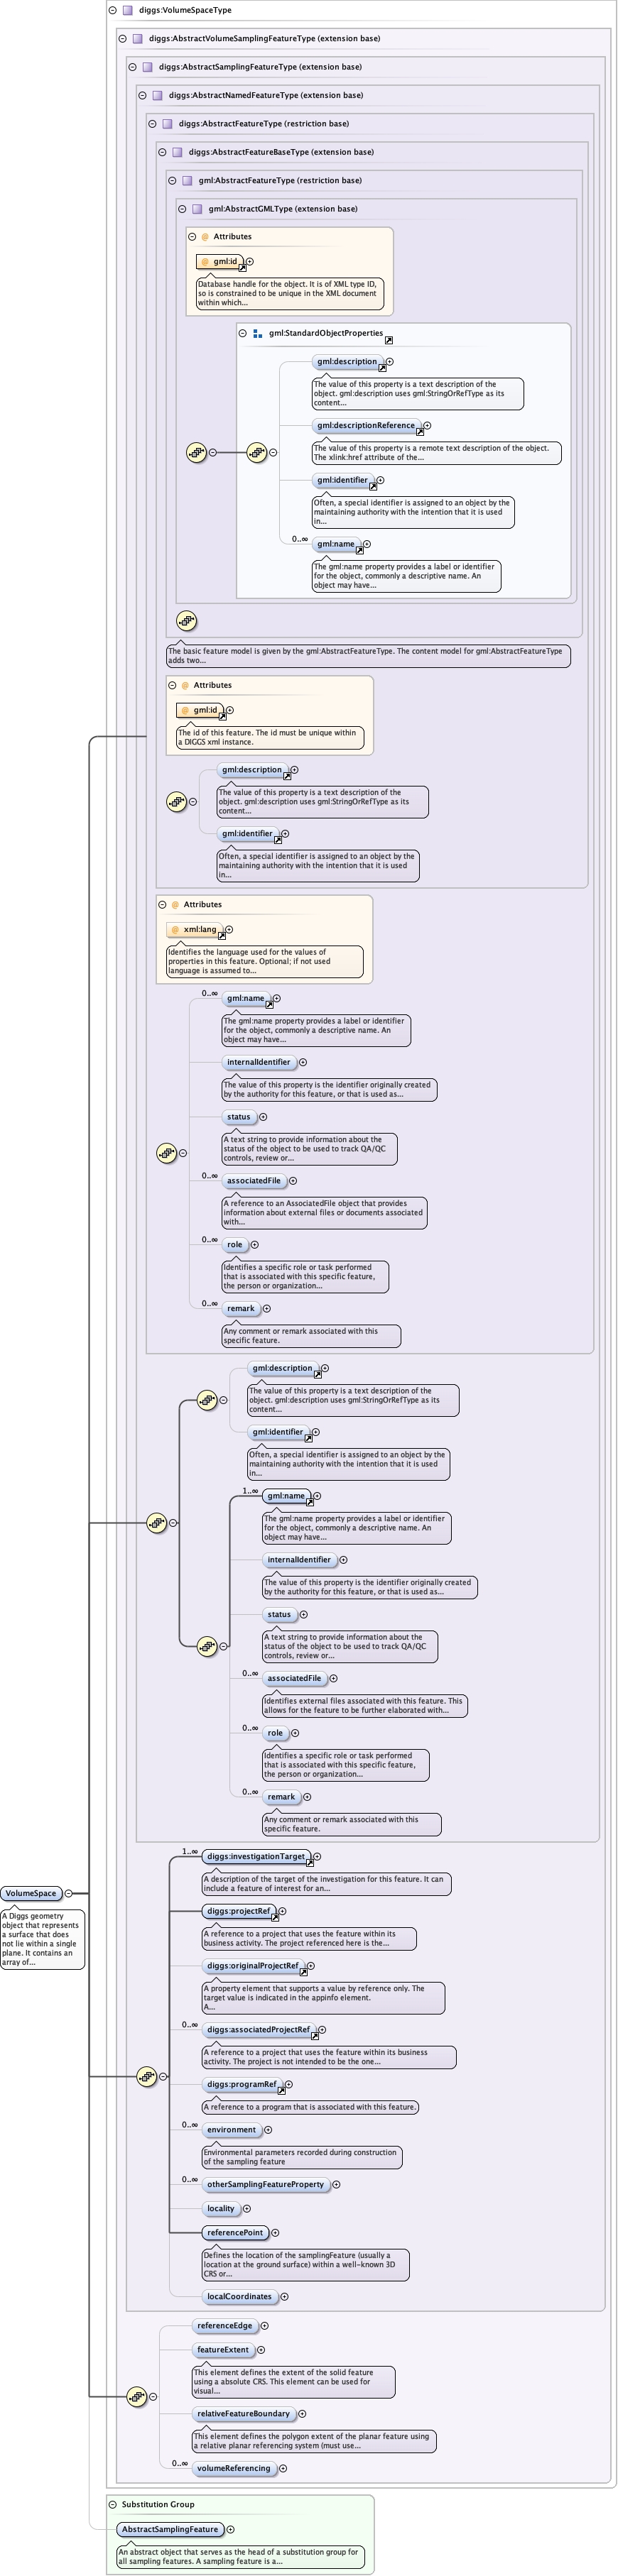 diggs:VolumeSpaceType
diggs:AbstractVolumeSamplingFeatureType (extension base)
diggs:AbstractSamplingFeatureType (extension base)
diggs:AbstractNamedFeatureType (extension base)
diggs:AbstractFeatureType (restriction base)
diggs:AbstractFeatureBaseType (extension base)
gml:AbstractFeatureType (restriction base)
gml:AbstractGMLType (extension base)
@ Attributes
@ gml:id
Database handle for the object. It is of XML type ID,
so is constrained to be unique in the XML document
within which...
gml:StandardObjectProperties
gml:description
The value of this property is a text description of the
object. gml:description uses gml:StringOrRefType as its
content...
gml:descriptionReference
The value of this property is a remote text description of the object.
The xlink:href attribute of the...
gml:identifier
Often, a special identifier is assigned to an object by the
maintaining authority with the intention that it is used
in...
0..∞
gml:name
The gml:name property provides a label or identifier
for the object, commonly a descriptive name. An
object may have...
The basic feature model is given by the gml:AbstractFeatureType. The content model for gml:AbstractFeatureType
adds two...
@ Attributes
@ gml:id
The id of this feature. The id must be unique within
a DIGGS xml instance.
gml:description
The value of this property is a text description of the
object. gml:description uses gml:StringOrRefType as its
content...
gml:identifier
Often, a special identifier is assigned to an object by the
maintaining authority with the intention that it is used
in...
@ Attributes
@ xml:lang
Identifies the language used for the values of
properties in this feature. Optional; if not used
language is assumed to...
0..∞
gml:name
The gml:name property provides a label or identifier
for the object, commonly a descriptive name. An
object may have...
internalIdentifier
The value of this property is the identifier originally created
by the authority for this feature, or that is used as...
status
A text string to provide information about the
status of the object to be used to track QA/QC
controls, review or...
0..∞
associatedFile
A reference to an AssociatedFile object that provides
information about external files or documents associated
with...
0..∞
role
Identifies a specific role or task performed
that is associated with this specific feature,
the person or organization...
0..∞
remark
Any comment or remark associated with this
specific feature.
gml:description
The value of this property is a text description of the
object. gml:description uses gml:StringOrRefType as its
content...
gml:identifier
Often, a special identifier is assigned to an object by the
maintaining authority with the intention that it is used
in...
1..∞
gml:name
The gml:name property provides a label or identifier
for the object, commonly a descriptive name. An
object may have...
internalIdentifier
The value of this property is the identifier originally created
by the authority for this feature, or that is used as...
status
A text string to provide information about the
status of the object to be used to track QA/QC
controls, review or...
0..∞
associatedFile
Identifies external files associated with this feature. This
allows for the feature to be further elaborated with...
0..∞
role
Identifies a specific role or task performed
that is associated with this specific feature,
the person or organization...
0..∞
remark
Any comment or remark associated with this
specific feature.
1..∞
diggs:investigationTarget
A description of the target of the investigation for this feature. It can
include a feature of interest for an...
VolumeSpace
A Diggs geometry
object that represents
a surface that does
not lie within a single
plane. It contains an
array of...
diggs:projectRef
A reference to a project that uses the feature within its
business activity. The project referenced here is the...
diggs:originalProjectRef
A property element that supports a value by reference only. The
target value is indicated in the appinfo element.
A...
0..∞
diggs:associatedProjectRef
A reference to a project that uses the feature within its business
activity. The project is not intended to be the one...
0..∞
diggs:programRef
A reference to a program that is associated with this feature.
0..∞
environment
Environmental parameters recorded during construction
of the sampling feature
0..∞
otherSamplingFeatureProperty
locality
referencePoint
Defines the location of the samplingFeature (usually a
location at the ground surface) within a well-known 3D
CRS or...
localCoordinates
referenceEdge
featureExtent
This element defines the extent of the solid feature
using a absolute CRS. This element can be used for
visual...
relativeFeatureBoundary
This element defines the polygon extent of the planar feature using
a relative planar referencing system (must use...
0..∞
volumeReferencing
Substitution Group
AbstractSamplingFeature
An abstract object that serves as the head of a substitution group for
all sampling features. A sampling feature is a...